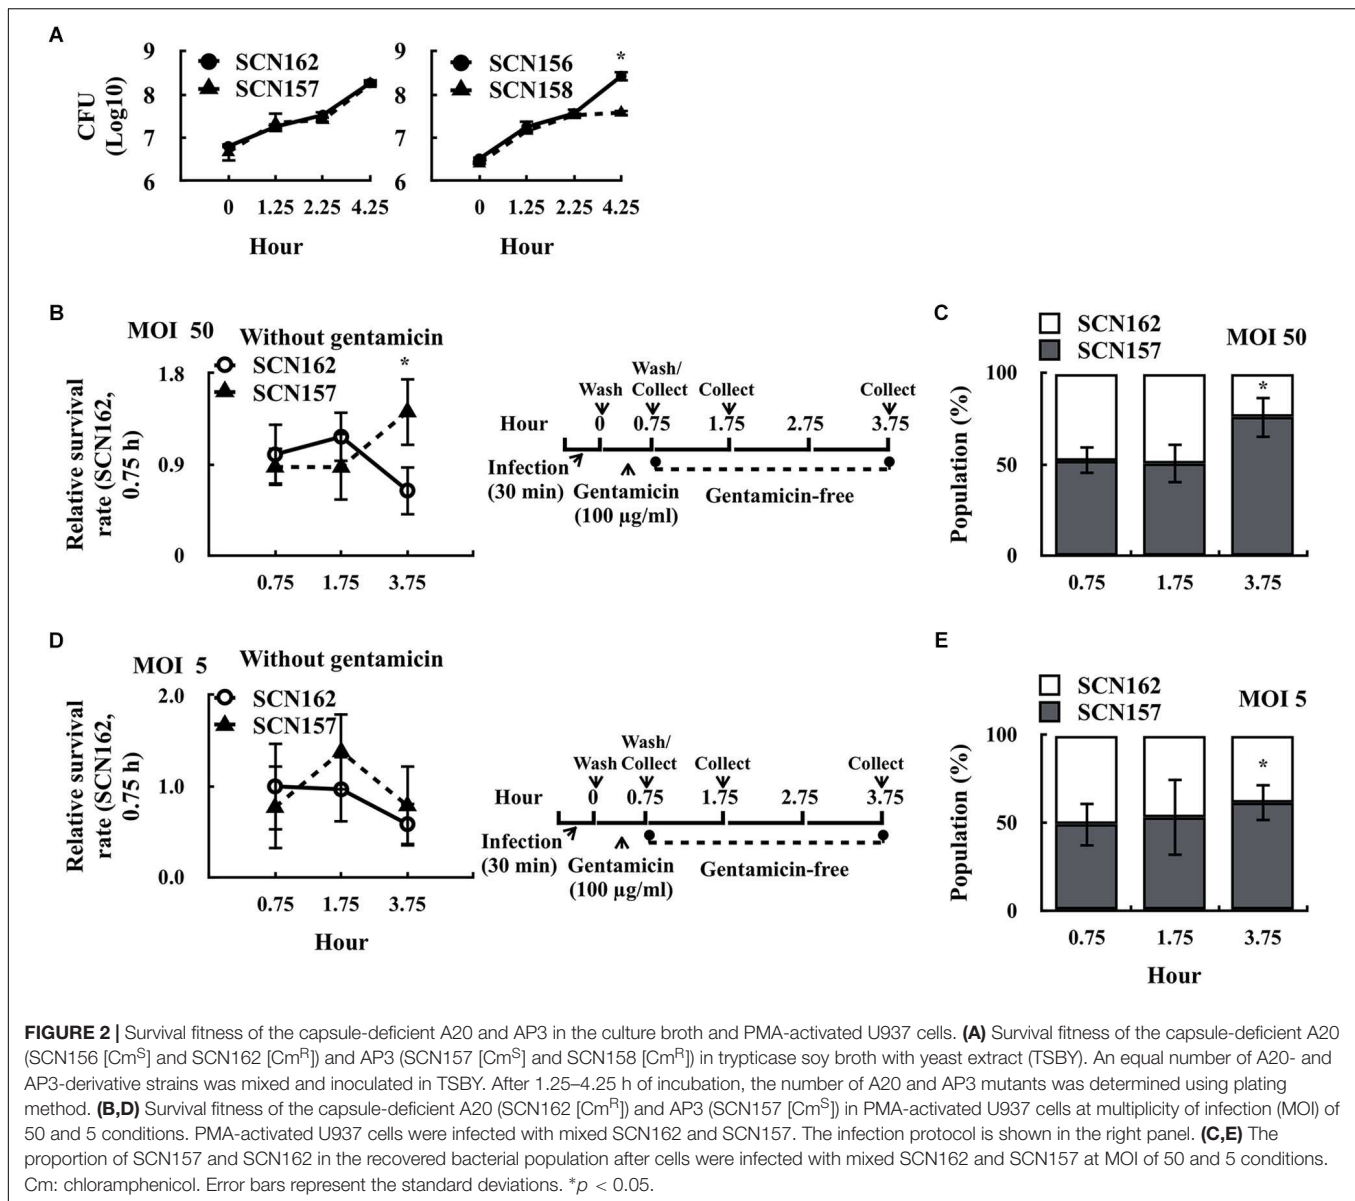 A
9
8
7
6
CFU
(Log10)
SCN162
SCN157
0 1.25 2.25 4.25
Hour
9
8
7
6
SCN156
SCN158
*
0 1.25 2.25 4.25
Hour
B
MOI 50
Without gentamicin
SCN162
SCN157
*
Relative survival
rate (SCN162,
0.75 h)
1.8
0.9
0
0.75 1.75 3.75
Wash/
Wash Collect Collect Collect
Hour 0 0.75 1.75 2.75 3.75
Infection
(30 min)
Gentamicin
(100 µg/ml)
Gentamicin-free
C
SCN162
SCN157
MOI 50
Population (%)
100
50
0
*
0.75 1.75 3.75
D
MOI 5
Without gentamicin
SCN162
SCN157
Relative survival
rate (SCN162,
0.75 h)
2.0
1.0
0.0
0.75 1.75 3.75
Hour
Wash/
Wash Collect Collect Collect
Hour 0 0.75 1.75 2.75 3.75
Infection
(30 min)
Gentamicin
(100 µg/ml)
Gentamicin-free
E
SCN162
SCN157
MOI 5
Population (%)
100
50
0
*
0.75 1.75 3.75
Hour
FIGURE 2 | Survival fitness of the capsule-deficient A20 and AP3 in the culture broth and PMA-activated U937 cells. (A) Survival fitness of the capsule-deficient A20
(SCN156 [CmS] and SCN162 [CmR]) and AP3 (SCN157 [CmS] and SCN158 [CmR]) in trypticase soy broth with yeast extract (TSBY). An equal number of A20- and
AP3-derivative strains was mixed and inoculated in TSBY. After 1.25–4.25 h of incubation, the number of A20 and AP3 mutants was determined using plating
method. (B,D) Survival fitness of the capsule-deficient A20 (SCN162 [CmR]) and AP3 (SCN157 [CmS]) in PMA-activated U937 cells at multiplicity of infection (MOI) of
50 and 5 conditions. PMA-activated U937 cells were infected with mixed SCN162 and SCN157. The infection protocol is shown in the right panel. (C,E) The
proportion of SCN157 and SCN162 in the recovered bacterial population after cells were infected with mixed SCN162 and SCN157 at MOI of 50 and 5 conditions.
Cm: chloramphenicol. Error bars represent the standard deviations. *p < 0.05.